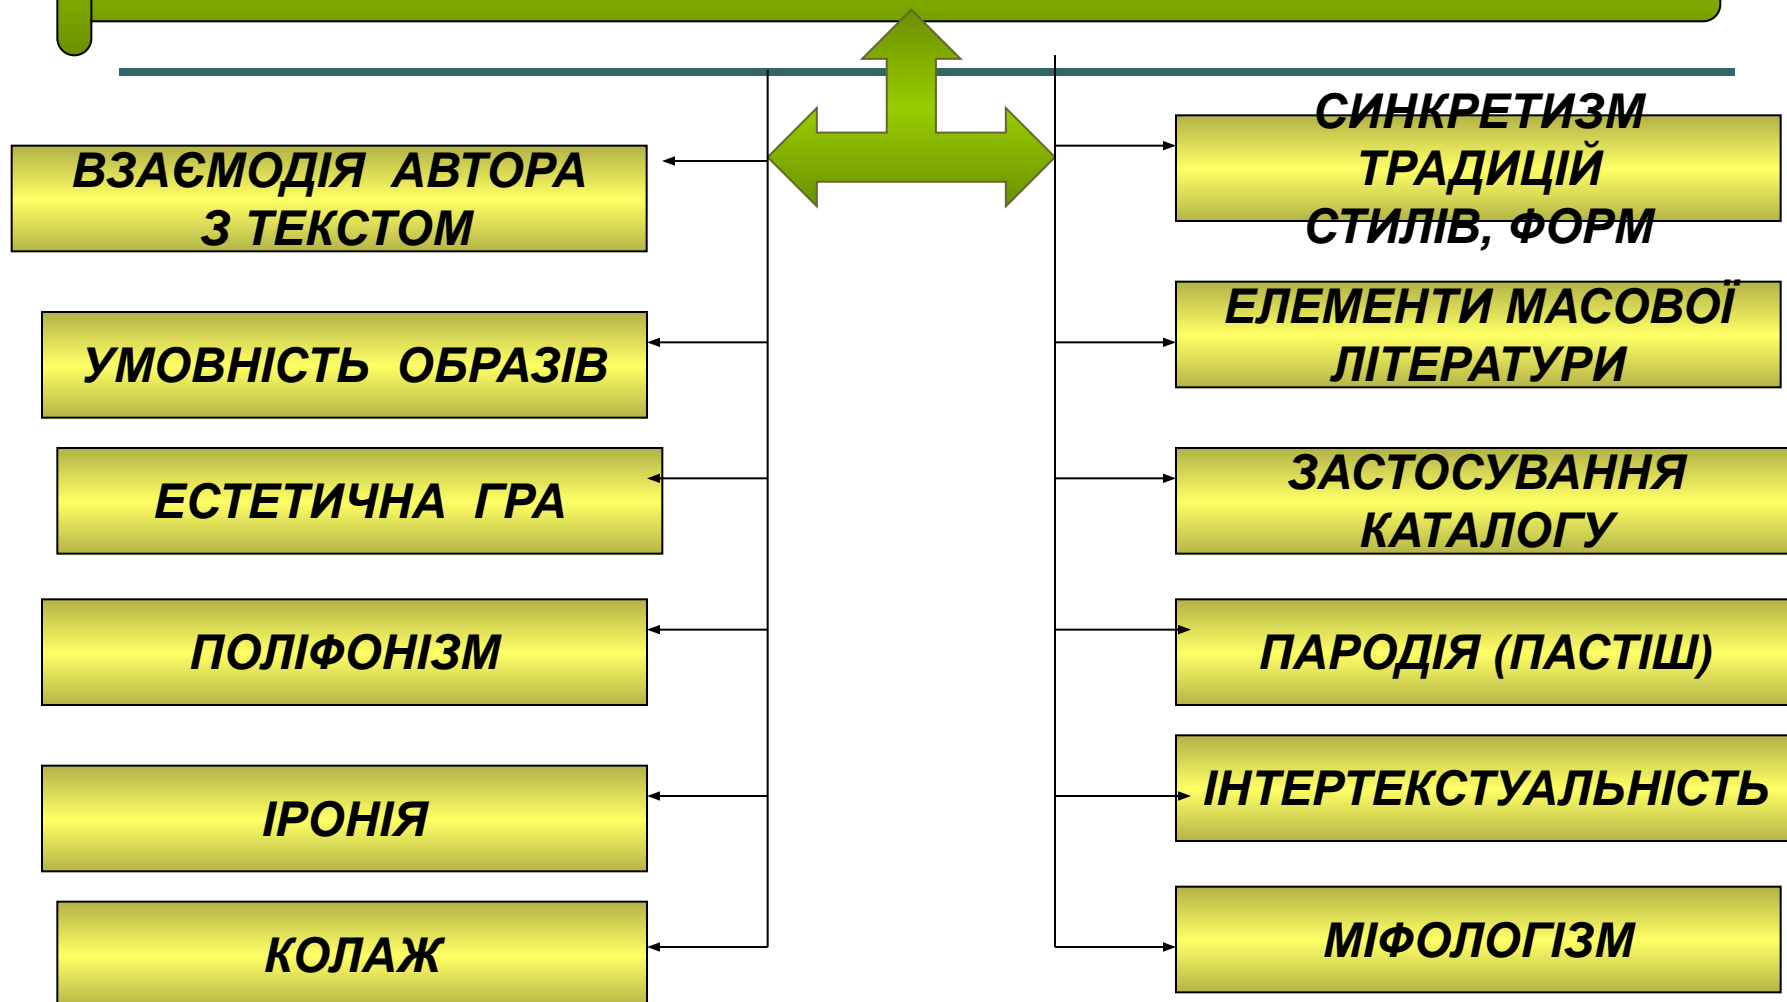 ВЗАЄМОДІЯ АВТОРА
З ТЕКСТОМ
УМОВНІСТЬ ОБРАЗІВ
ЕСТЕТИЧНА ГРА
ПОЛІФОНІЗМ
ІРОНІЯ
КОЛАЖ
СИНКРЕТИЗМ
ТРАДИЦІЙ
СТИЛІВ, ФОРМ
ЕЛЕМЕНТИ МАСОВОЇ
ЛІТЕРАТУРИ
ЗАСТОСУВАННЯ
КАТАЛОГУ
ПАРОДІЯ (ПАСТІШ)
ІНТЕРТЕКСТУАЛЬНІСТЬ
МІФОЛОГІЗМ